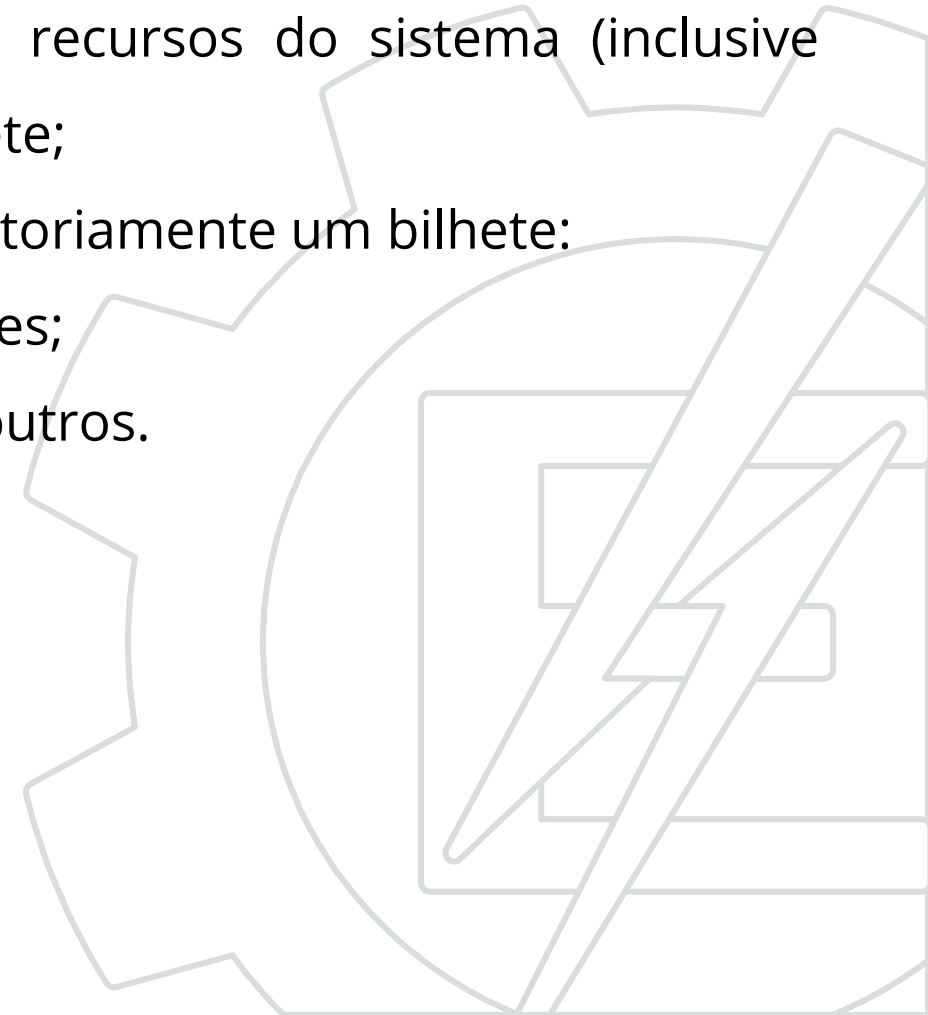 recursos do sistema (inclusive
te;
toriamente um bilhete:
es;
outros.